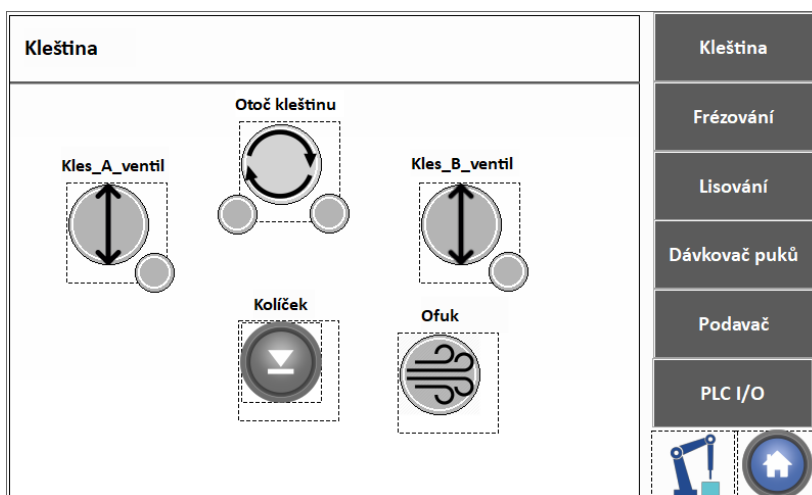 Kleština
Otoč kleštinu
Kles_A_ventil
Kles_B_ventil
Kolíček
Ofuk
Kleština
Frézování
Lisování
Dávkovač puků
Podavač
PLC I/O